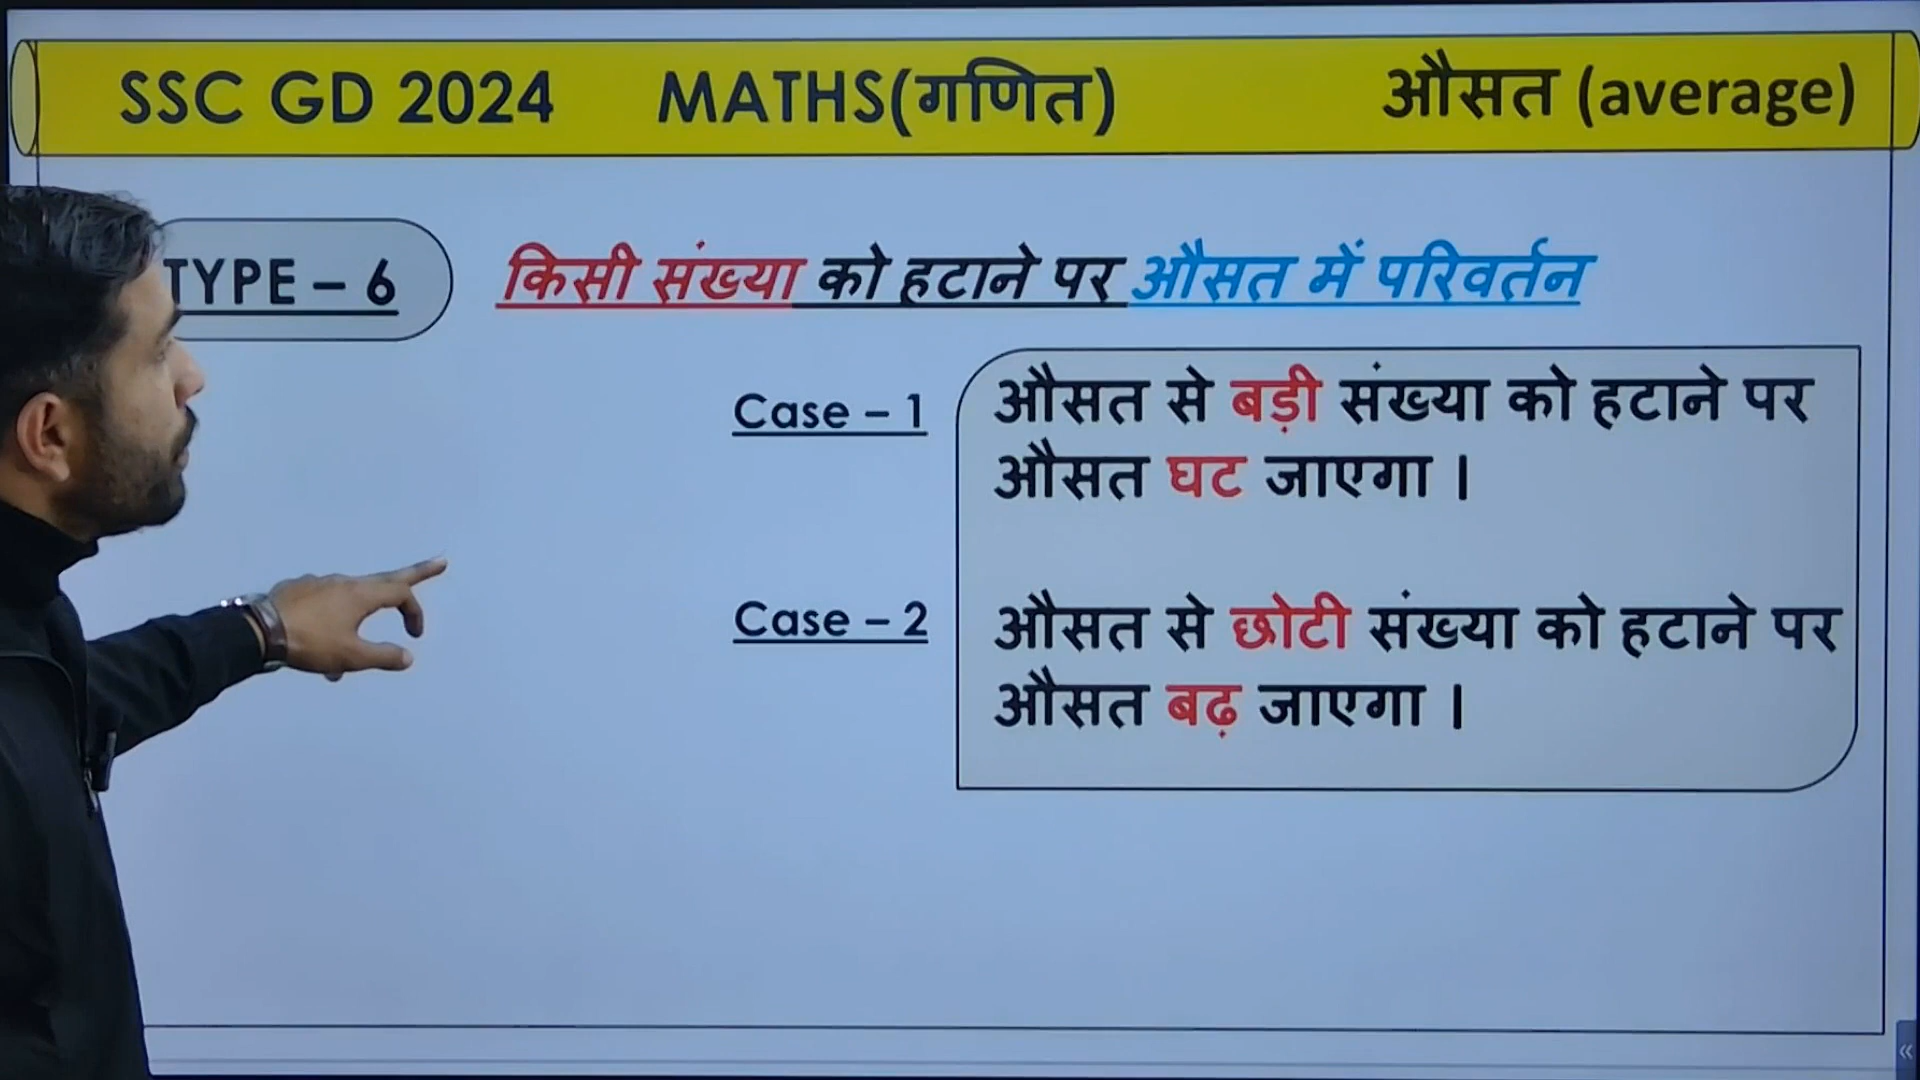 SSC GD 2024 MATHS(गणित) औसत (average)
TYPE – 6 किसी संख्या को हटाने पर औसत में परिवर्तन
Case – 1 औसत से बड़ी संख्या को हटाने पर
औसत घट जाएगा ।
Case – 2 औसत से छोटी संख्या को हटाने पर
औसत बढ़ जाएगा ।